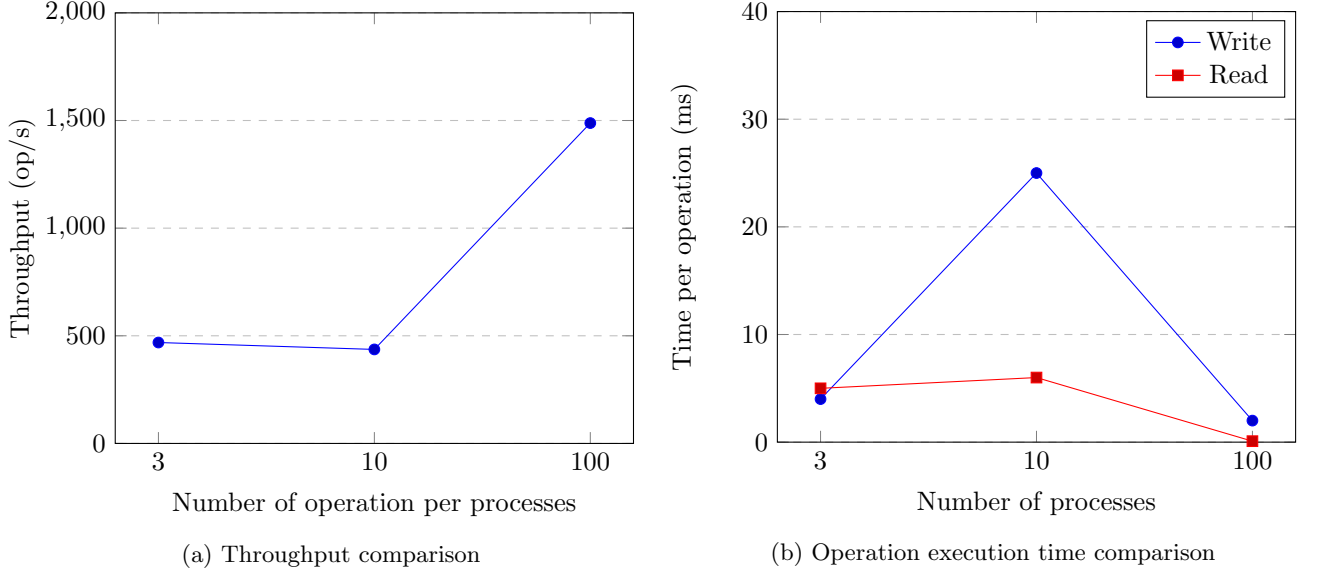 2,000
1,500
1,000
500
0
Throughput (op/s)
3 10 100
Number of operation per processes
(a) Throughput comparison
40
30
20
10
0
Time per operation (ms)
Write
Read
3 10 100
Number of processes
(b) Operation execution time comparison